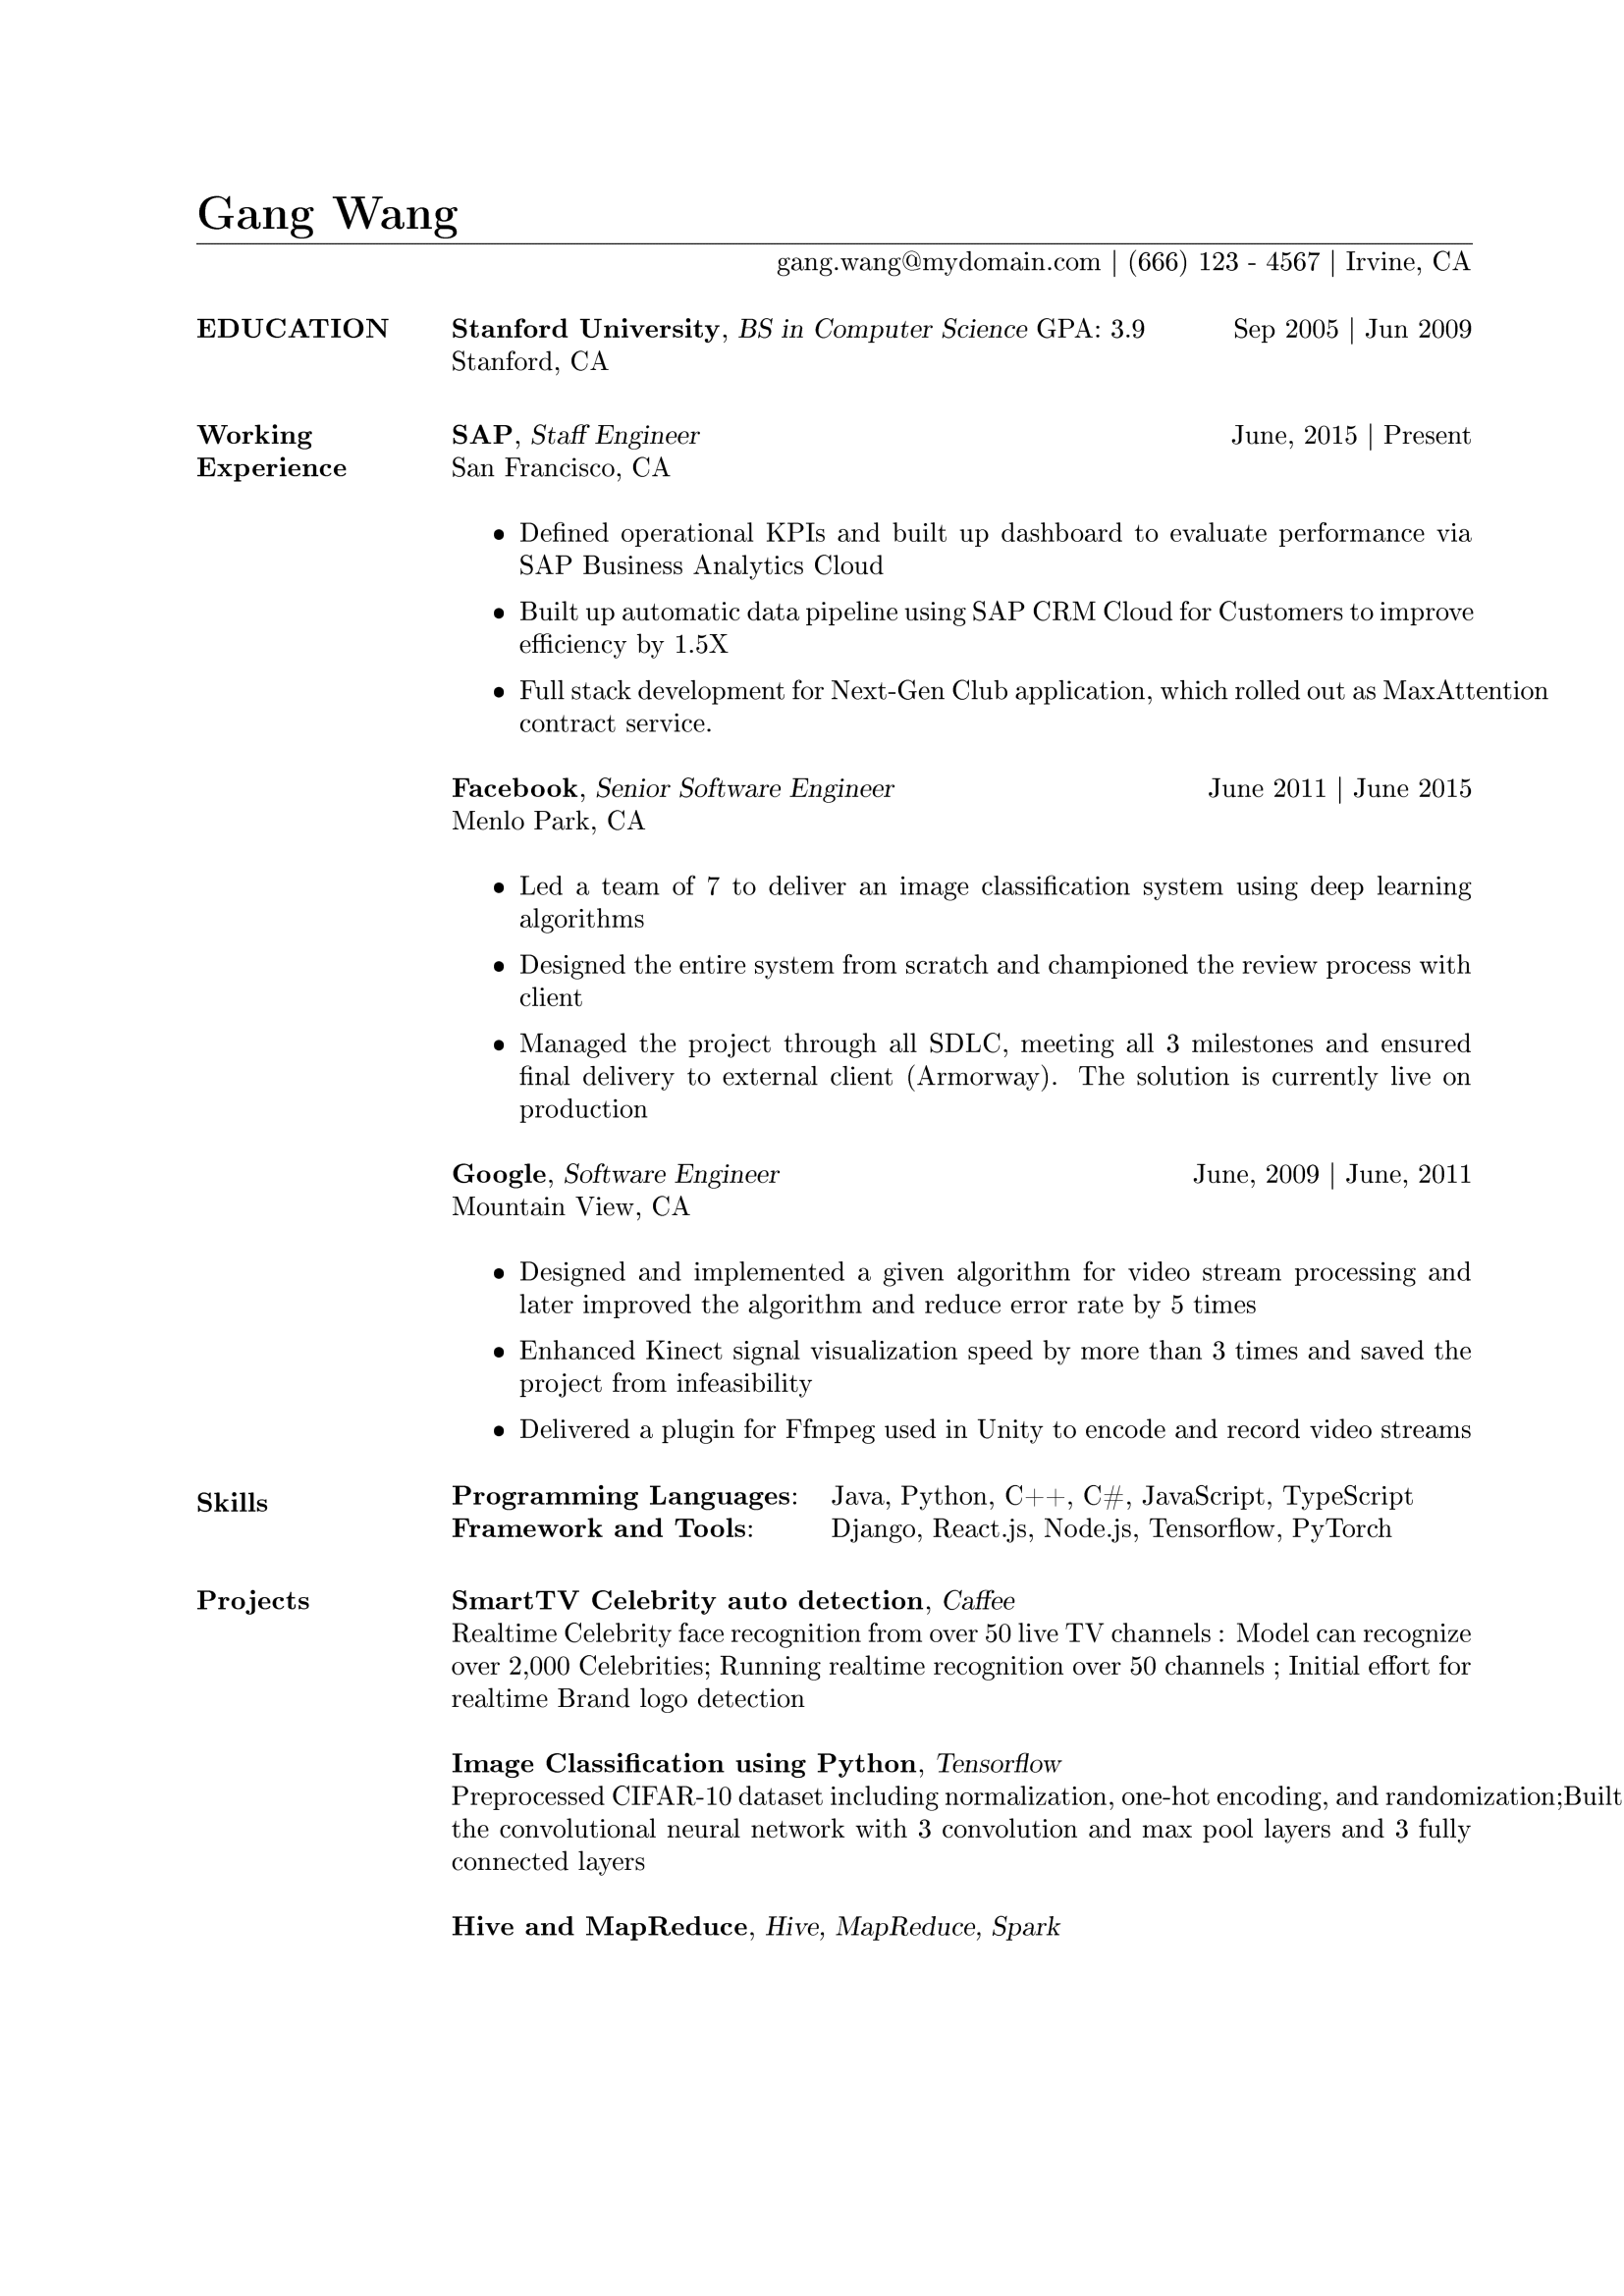 Gang Wang
gang.wang@mydomain.com | (666) 123 - 4567 | Irvine, CA
EDUCATION Stanford University, BS in Computer Science GPA: 3.9 Sep 2005 | Jun 2009
Stanford, CA
Working SAP, Staff Engineer June, 2015 | Present
Experience San Francisco, CA
• Defined operational KPIs and built up dashboard to evaluate performance via
SAP Business Analytics Cloud
• Built up automatic data pipeline using SAP CRM Cloud for Customers to improve
efficiency by 1.5X
• Full stack development for Next-Gen Club application, which rolled out as MaxAttention
contract service.
Facebook, Senior Software Engineer June 2011 | June 2015
Menlo Park, CA
• Led a team of 7 to deliver an image classification system using deep learning
algorithms
• Designed the entire system from scratch and championed the review process with
client
• Managed the project through all SDLC, meeting all 3 milestones and ensured
final delivery to external client (Armorway). The solution is currently live on
production
Google, Software Engineer June, 2009 | June, 2011
Mountain View, CA
• Designed and implemented a given algorithm for video stream processing and
later improved the algorithm and reduce error rate by 5 times
• Enhanced Kinect signal visualization speed by more than 3 times and saved the
project from infeasibility
• Delivered a plugin for Ffmpeg used in Unity to encode and record video streams
Skills Programming Languages: Java, Python, C++, C#, JavaScript, TypeScript
Framework and Tools: Django, React.js, Node.js, Tensorflow, PyTorch
Projects SmartTV Celebrity auto detection, Caffee
Realtime Celebrity face recognition from over 50 live TV channels : Model can recognize
over 2,000 Celebrities; Running realtime recognition over 50 channels ; Initial effort for
realtime Brand logo detection
Image Classification using Python, Tensorflow
Preprocessed CIFAR-10 dataset including normalization, one-hot encoding, and randomization;Built
the convolutional neural network with 3 convolution and max pool layers and 3 fully
connected layers
Hive and MapReduce, Hive, MapReduce, Spark